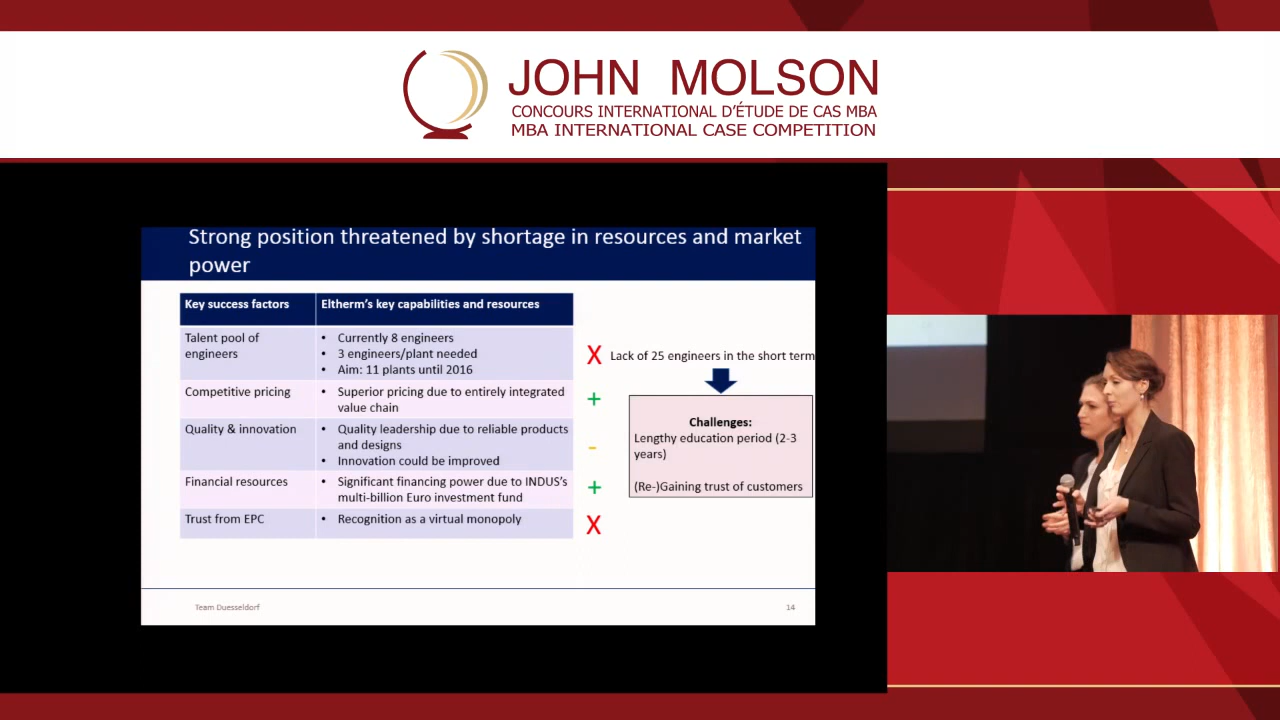 JOHN MOLSON
CONCOURS INTERNATIONAL D'ÉTUDE DE CAS MBA
MBA INTERNATIONAL CASE COMPETITION
Strong position threatened by shortage in resources and market
power
Key success factors
Eltherm's key capabilities and resources
Talent pool of
engineers
• Currently 8 engineers
• 3 engineers/plant needed
• Aim: 11 plants until 2016
X
Lack of 25 engineers in the short term
Competitive pricing
• Superior pricing due to entirely integrated
value chain
+
Quality & innovation
• Quality leadership due to reliable products
and designs
• Innovation could be improved
-
Financial resources
• Significant financing power due to INDUS's
multi-billion Euro investment fund
+
Trust from EPC
• Recognition as a virtual monopoly
X
Challenges:
Lengthy education period (2-3
years)
(Re-)Gaining trust of customers
Team Duesseldorf
14